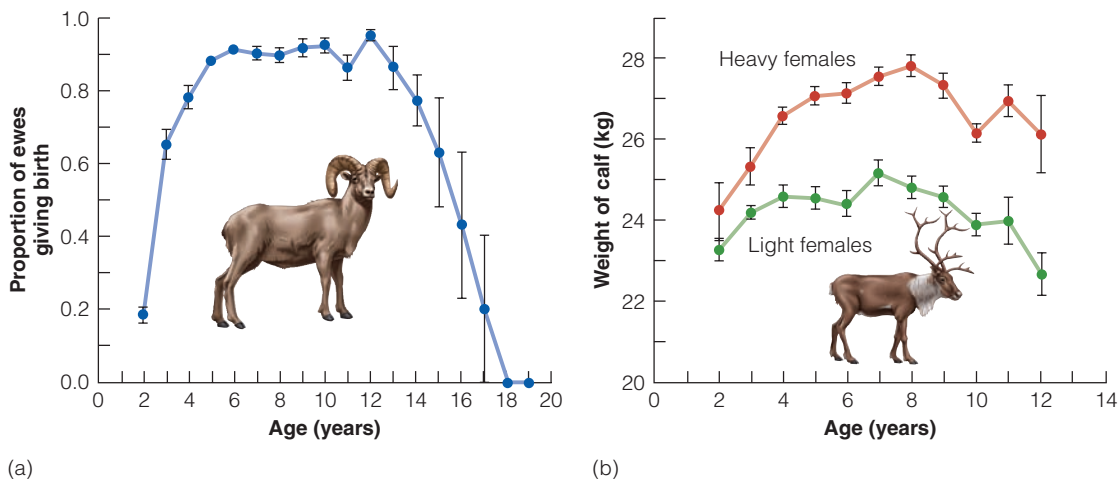 Proportion of ewes
giving birth
1.0
0.8
0.6
0.4
0.2
0.0
0 2 4 6 8 10 12 14 16 18 20
Age (years)
(a)
Weight of calf (kg)
28
26
24
22
20
Heavy females
Light females
0 2 4 6 8 10 12 14
Age (years)
(b)